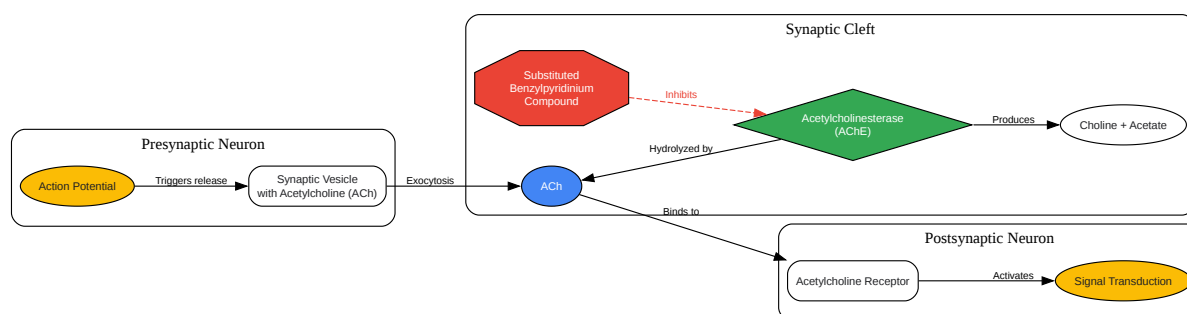 Synaptic Cleft
Substituted
Benzylpyridinium
Compound
Inhibits
Acetylcholinesterase
(AChE)
Produces
Choline + Acetate
Hydrolyzed by
Presynaptic Neuron
Action Potential
Triggers release
Synaptic Vesicle
with Acetylcholine (ACh)
Exocytosis
ACh
Binds to
Postsynaptic Neuron
Acetylcholine Receptor
Activates
Signal Transduction